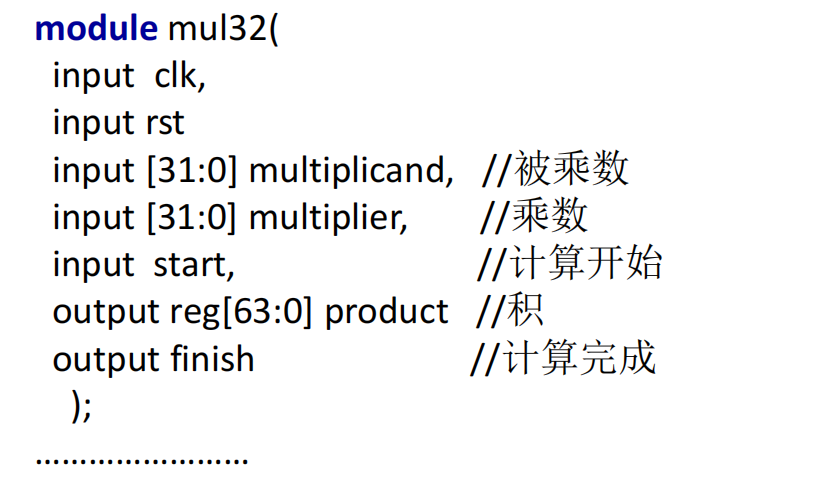 module mul32(
input clk,
input rst
input [31:0] multiplicand, //被乘数
input [31:0] multiplier, //乘数
input start, //计算开始
output reg[63:0] product //积
output finish //计算完成
);
........................